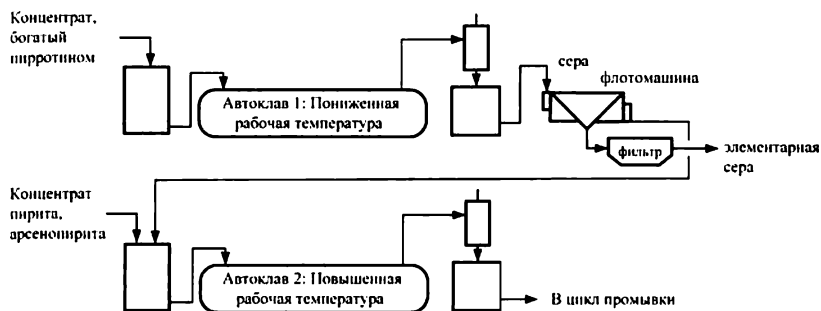 Концентрат,
богатый
пирротином
Автоклав 1: Пониженная
рабочая температура
сера
флотомашина
фильтр
элементарная
сера
Концентрат
пирита,
арсенопирита
Автоклав 2: Повышенная
рабочая температура
В цикл промывки